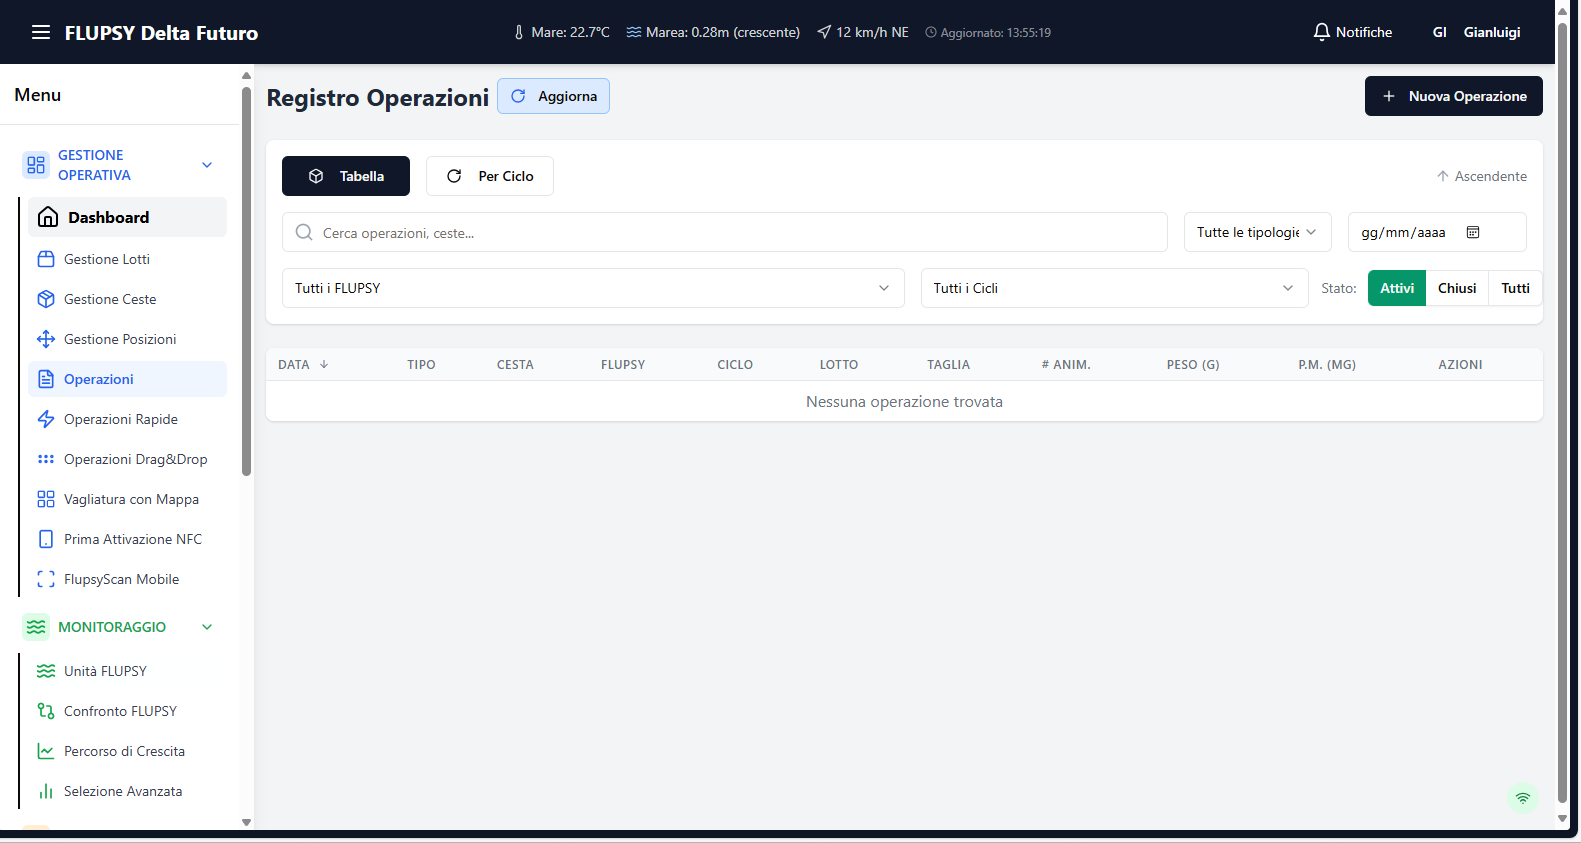 FLUPSY Delta Futuro
Mare: 22.7°C
Marea: 0.28m (crescente)
12 km/h NE
Aggiornato: 13:55:19
Notifiche
GI
Gianluigi
Menu
GESTIONE
OPERATIVA
Dashboard
Gestione Lotti
Gestione Ceste
Gestione Posizioni
Operazioni
Operazioni Rapide
Operazioni Drag&Drop
Vagliatura con Mappa
Prima Attivazione NFC
FlupsyScan Mobile
MONITORAGGIO
Unità FLUPSY
Confronto FLUPSY
Percorso di Crescita
Selezione Avanzata
Registro Operazioni
Aggiorna
Nuova Operazione
Tabella
Per Ciclo
Ascendente
Cerca operazioni, ceste...
Tutte le tipologie
gg/mm/aaaa
Tutti i FLUPSY
Tutti i Cicli
Stato:
Attivi
Chiusi
Tutti
DATA
TIPO
CESTA
FLUPSY
CICLO
LOTTO
TAGLIA
# ANIM.
PESO (G)
P.M. (MG)
AZIONI
Nessuna operazione trovata